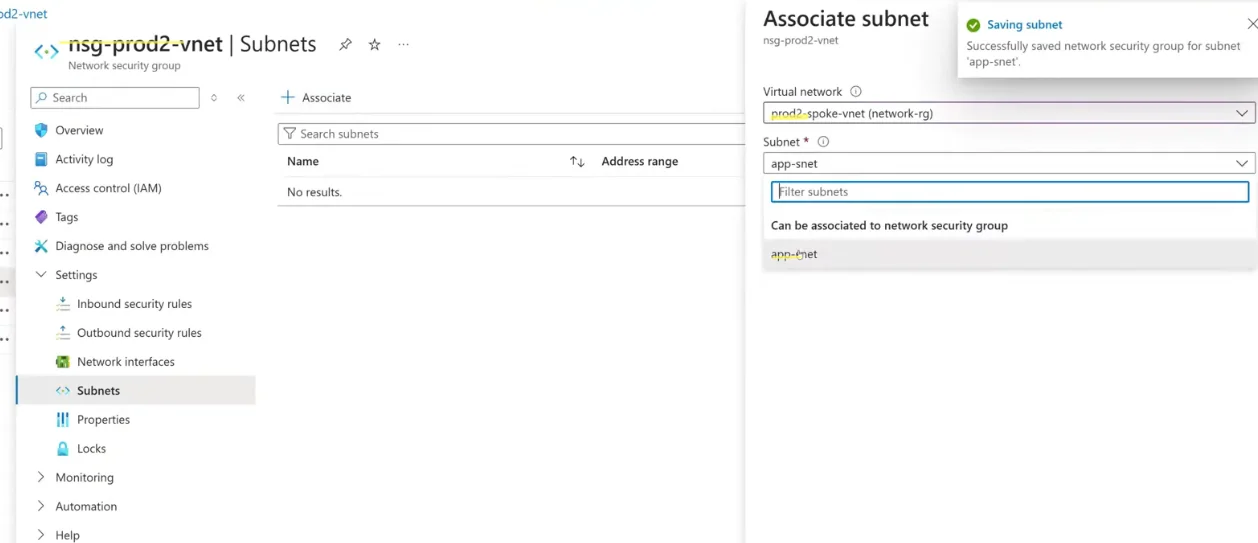 od2-vnet
nsg-prod2-vnet | Subnets
Network security group
Search
Overview
Activity log
Access control (IAM)
Tags
Diagnose and solve problems
Settings
Inbound security rules
Outbound security rules
Network interfaces
Subnets
Properties
Locks
Monitoring
Automation
Help
Associate
Search subnets
Name Address range
No results.
Associate subnet
nsg-prod2-vnet
Saving subnet
Successfully saved network security group for subnet
'app-snet'.
Virtual network
prod2-spoke-vnet (network-rg)
Subnet *
app-snet
Filter subnets
Can be associated to network security group
app-snet